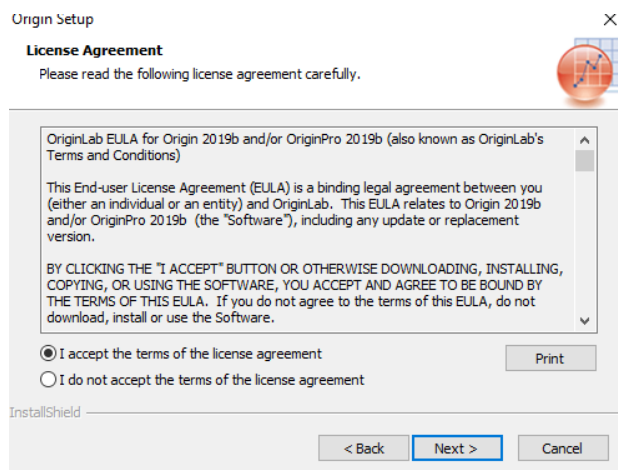 Origin Setup
License Agreement
Please read the following license agreement carefully.
OriginLab EULA for Origin 2019b and/or OriginPro 2019b (also known as OriginLab's
Terms and Conditions)
This End-user License Agreement (EULA) is a binding legal agreement between you
(either an individual or an entity) and OriginLab. This EULA relates to Origin 2019b
and/or OriginPro 2019b (the "Software"), including any update or replacement
version.
BY CLICKING THE "I ACCEPT" BUTTON OR OTHERWISE DOWNLOADING, INSTALLING,
COPYING, OR USING THE SOFTWARE, YOU ACCEPT AND AGREE TO BE BOUND BY
THE TERMS OF THIS EULA. If you do not agree to the terms of this EULA, do not
download, install or use the Software.
I accept the terms of the license agreement
Print
I do not accept the terms of the license agreement
InstallShield
< Back
Next >
Cancel